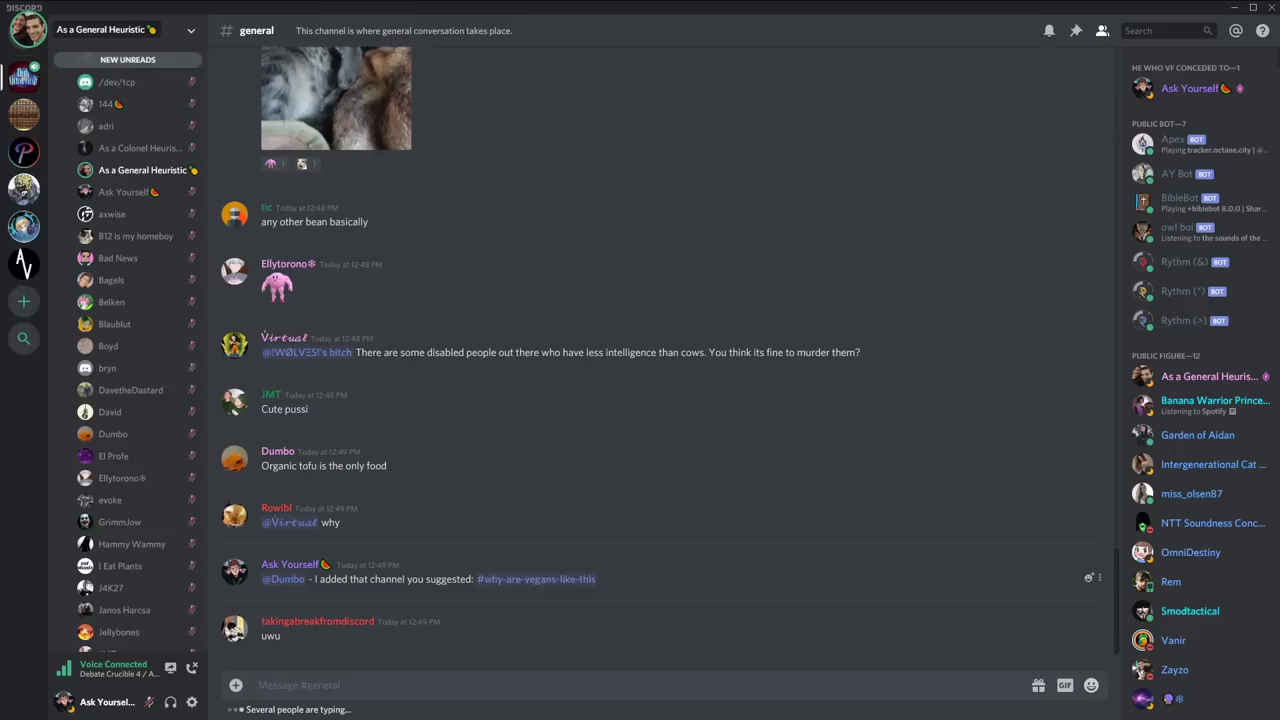 DISCORD
As a General Heuristic
general
This channel is where general conversation takes place.
Search
NEW UNREADS
/dev/tcp
144
adri
As a Colonel Heuris...
As a General Heuristic
Ask Yourself
axwise
B12 is my homeboy
Bad News
Bagels
Belken
Blaublut
Boyd
bryn
DavetheDastard
David
Dumbo
El Profe
Ellytorono❄
evoke
GrimmJow
Hammy Wammy
I Eat Plants
J4K27
Janos Harcsa
Jellybones
Voice Connected
Debate Crucible 4 / A...
Ask Yoursel...
1
1
tic Today at 12:48 PM
any other bean basically
Ellytorono❄ Today at 12:48 PM
V̇𝓲𝓻𝓽𝓾𝓪𝓵 Today at 12:48 PM
@!WØLVΞS!'s bitch There are some disabled people out there who have less intelligence than cows. You think its fine to murder them?
JMT Today at 12:48 PM
Cute pussi
Dumbo Today at 12:49 PM
Organic tofu is the only food
Rowibl Today at 12:49 PM
@V̇𝓲𝓻𝓽𝓾𝓪𝓵 why
Ask Yourself Today at 12:49 PM
@Dumbo - I added that channel you suggested: #why-are-vegans-like-this
takingabreakfromdiscord Today at 12:49 PM
uwu
Message #general
GIF
Several people are typing...
HE WHO VF CONCEDED TO—1
Ask Yourself
PUBLIC BOT—7
Apex BOT
Playing tracker.octane.city | @...
AY Bot BOT
BibleBot BOT
Playing +biblebot 8.0.0 | Shar...
owl boi BOT
Listening to the sounds of the ...
Rythm (&) BOT
Rythm (*) BOT
Rythm (>) BOT
PUBLIC FIGURE—12
As a General Heuris...
Banana Warrior Prince...
Listening to Spotify
Garden of Aidan
Intergenerational Cat ...
miss_olsen87
NTT Soundness Conc...
OmniDestiny
Rem
Smodtactical
Vanir
Zayzo